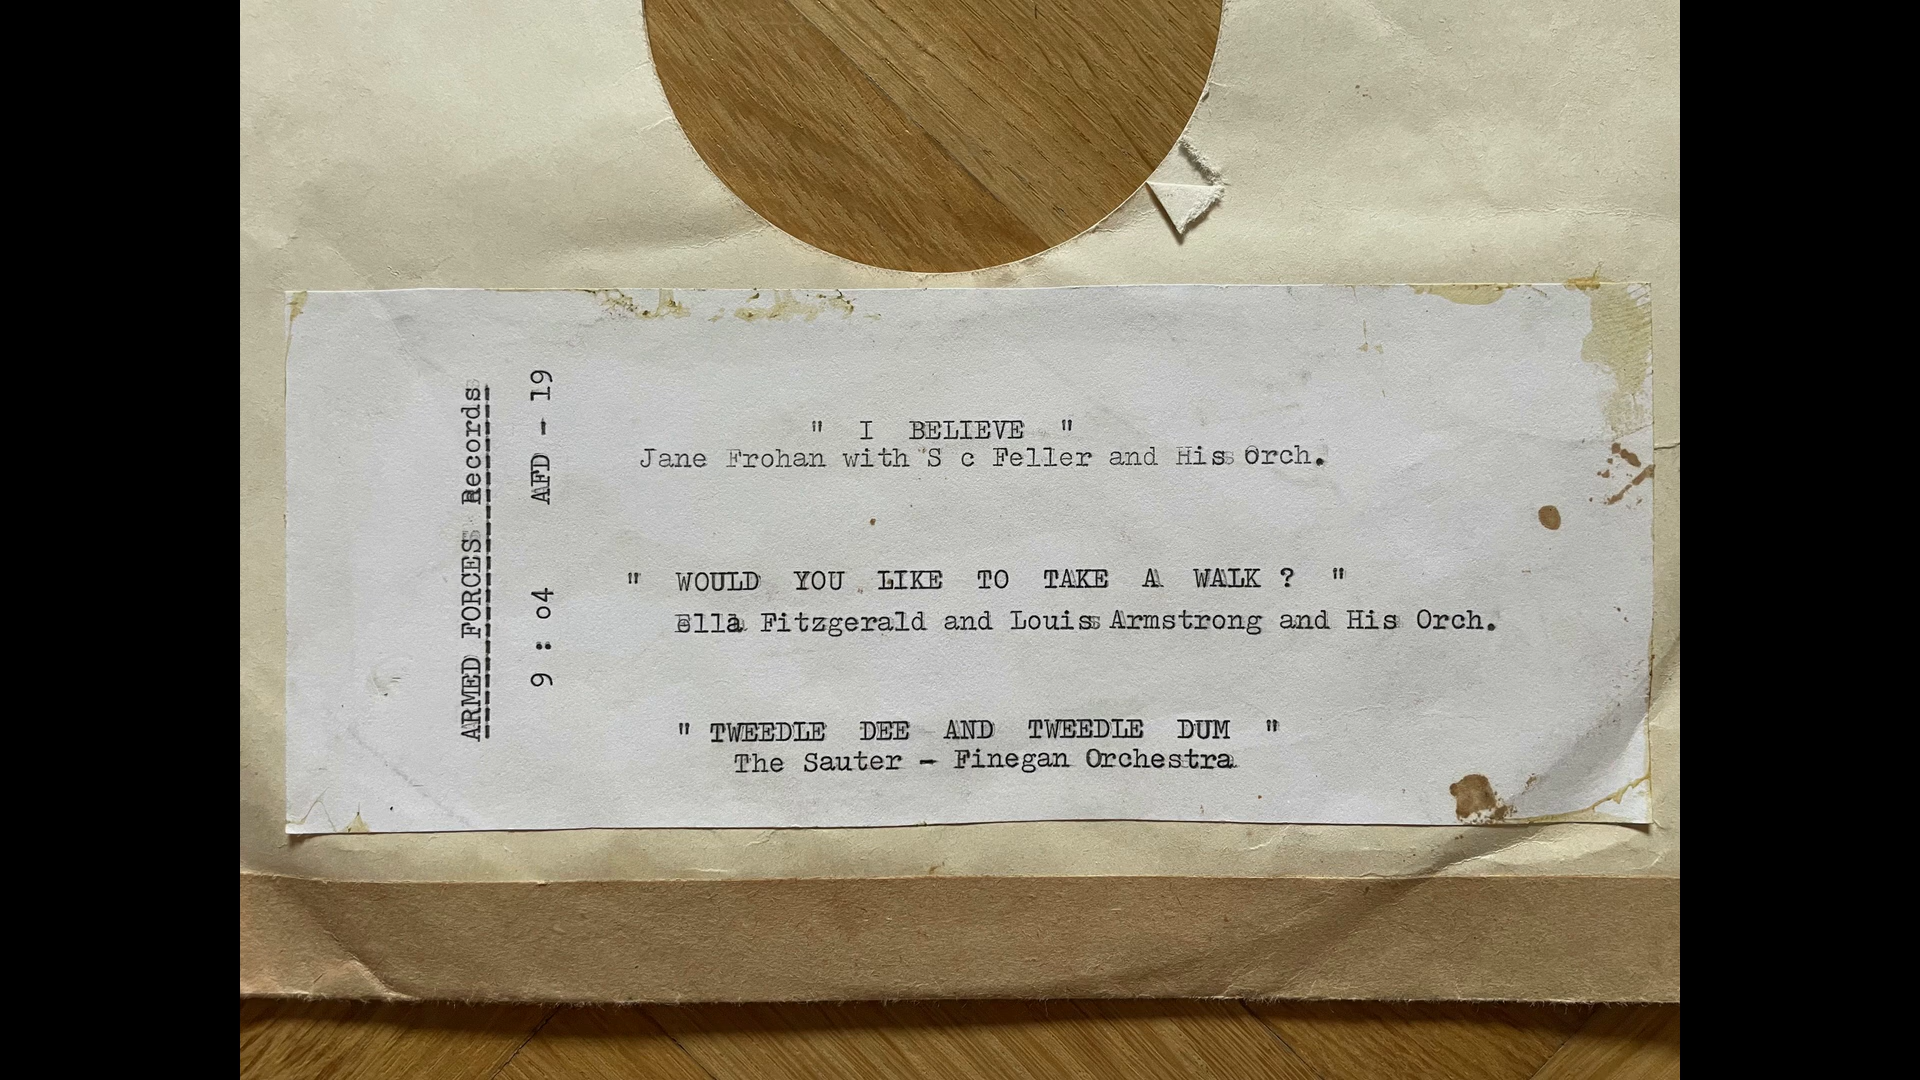 ARMED FORCES Records
9 : o4 AFD - 19
" I BELIEVE "
Jane Frohan with S c Feller and His Orch.
" WOULD YOU LIKE TO TAKE A WALK ? "
Ella Fitzgerald and Louis Armstrong and His Orch.
" TWEEDLE DEE AND TWEEDLE DUM "
The Sauter - Finegan Orchestra